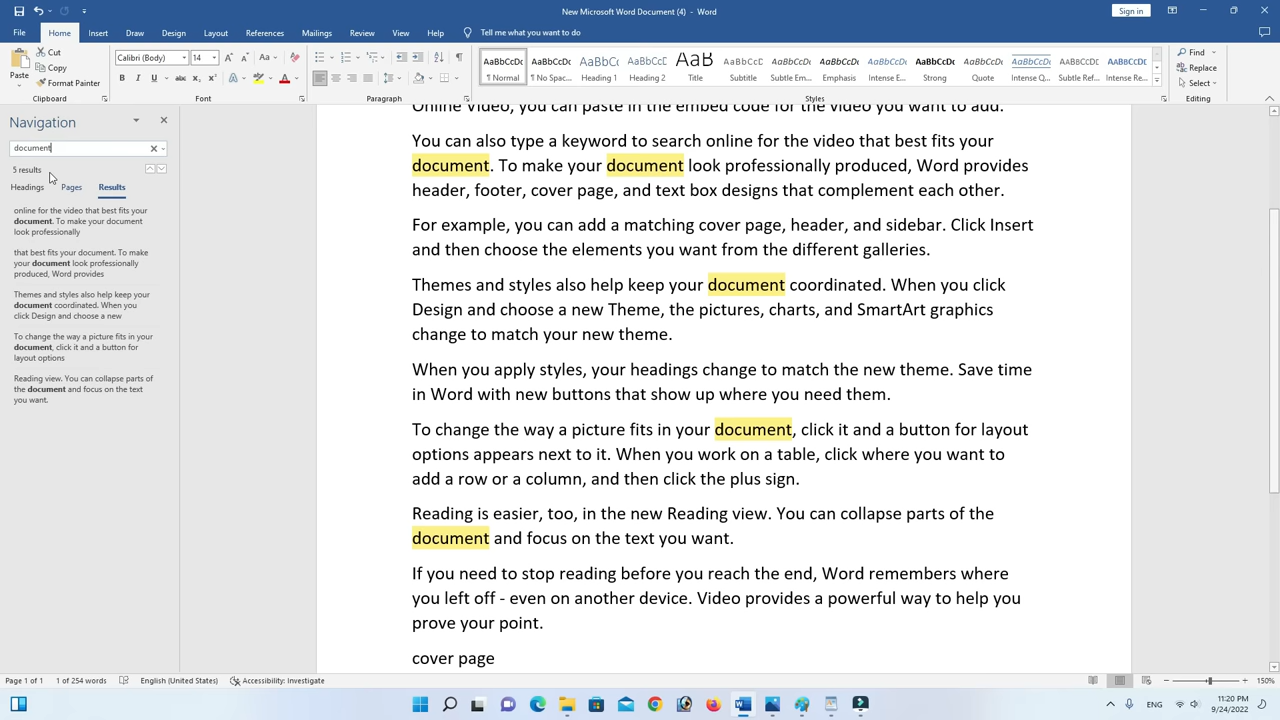 New Microsoft Word Document (4) - Word
Sign in
File Home Insert Draw Design Layout References Mailings Review View Help Tell me what you want to do
Paste
Cut
Copy
Format Painter
Calibri (Body) 14
AaBbCcDc AaBbCcDc AaBbC AaBbCcD AaB AaBbCcD AaBbCcDc AaBbCcDc AaBbCcDc AaBbCcDc AaBbCcDc AaBbCcDc AaBbCcDc AaBbCcDc
¶ Normal ¶ No Spac... Heading 1 Heading 2 Title Subtitle Subtle Em... Emphasis Intense E... Strong Quote Intense Q... Subtle Ref... Intense Re...
Find
Replace
Select
Clipboard Font Paragraph Styles Editing
Navigation
document
5 results
Headings Pages Results
online for the video that best fits your
document. To make your document
look professionally
that best fits your document. To make
your document look professionally
produced, Word provides
Themes and styles also help keep your
document coordinated. When you
click Design and choose a new
To change the way a picture fits in your
document, click it and a button for
layout options
Reading view. You can collapse parts of
the document and focus on the text
you want.
Online Video, you can paste in the embed code for the video you want to add.
You can also type a keyword to search online for the video that best fits your
document. To make your document look professionally produced, Word provides
header, footer, cover page, and text box designs that complement each other.
For example, you can add a matching cover page, header, and sidebar. Click Insert
and then choose the elements you want from the different galleries.
Themes and styles also help keep your document coordinated. When you click
Design and choose a new Theme, the pictures, charts, and SmartArt graphics
change to match your new theme.
When you apply styles, your headings change to match the new theme. Save time
in Word with new buttons that show up where you need them.
To change the way a picture fits in your document, click it and a button for layout
options appears next to it. When you work on a table, click where you want to
add a row or a column, and then click the plus sign.
Reading is easier, too, in the new Reading view. You can collapse parts of the
document and focus on the text you want.
If you need to stop reading before you reach the end, Word remembers where
you left off - even on another device. Video provides a powerful way to help you
prove your point.
cover page
Page 1 of 1 1 of 254 words English (United States) Accessibility: Investigate 150%
ENG 11:20 PM
9/24/2022